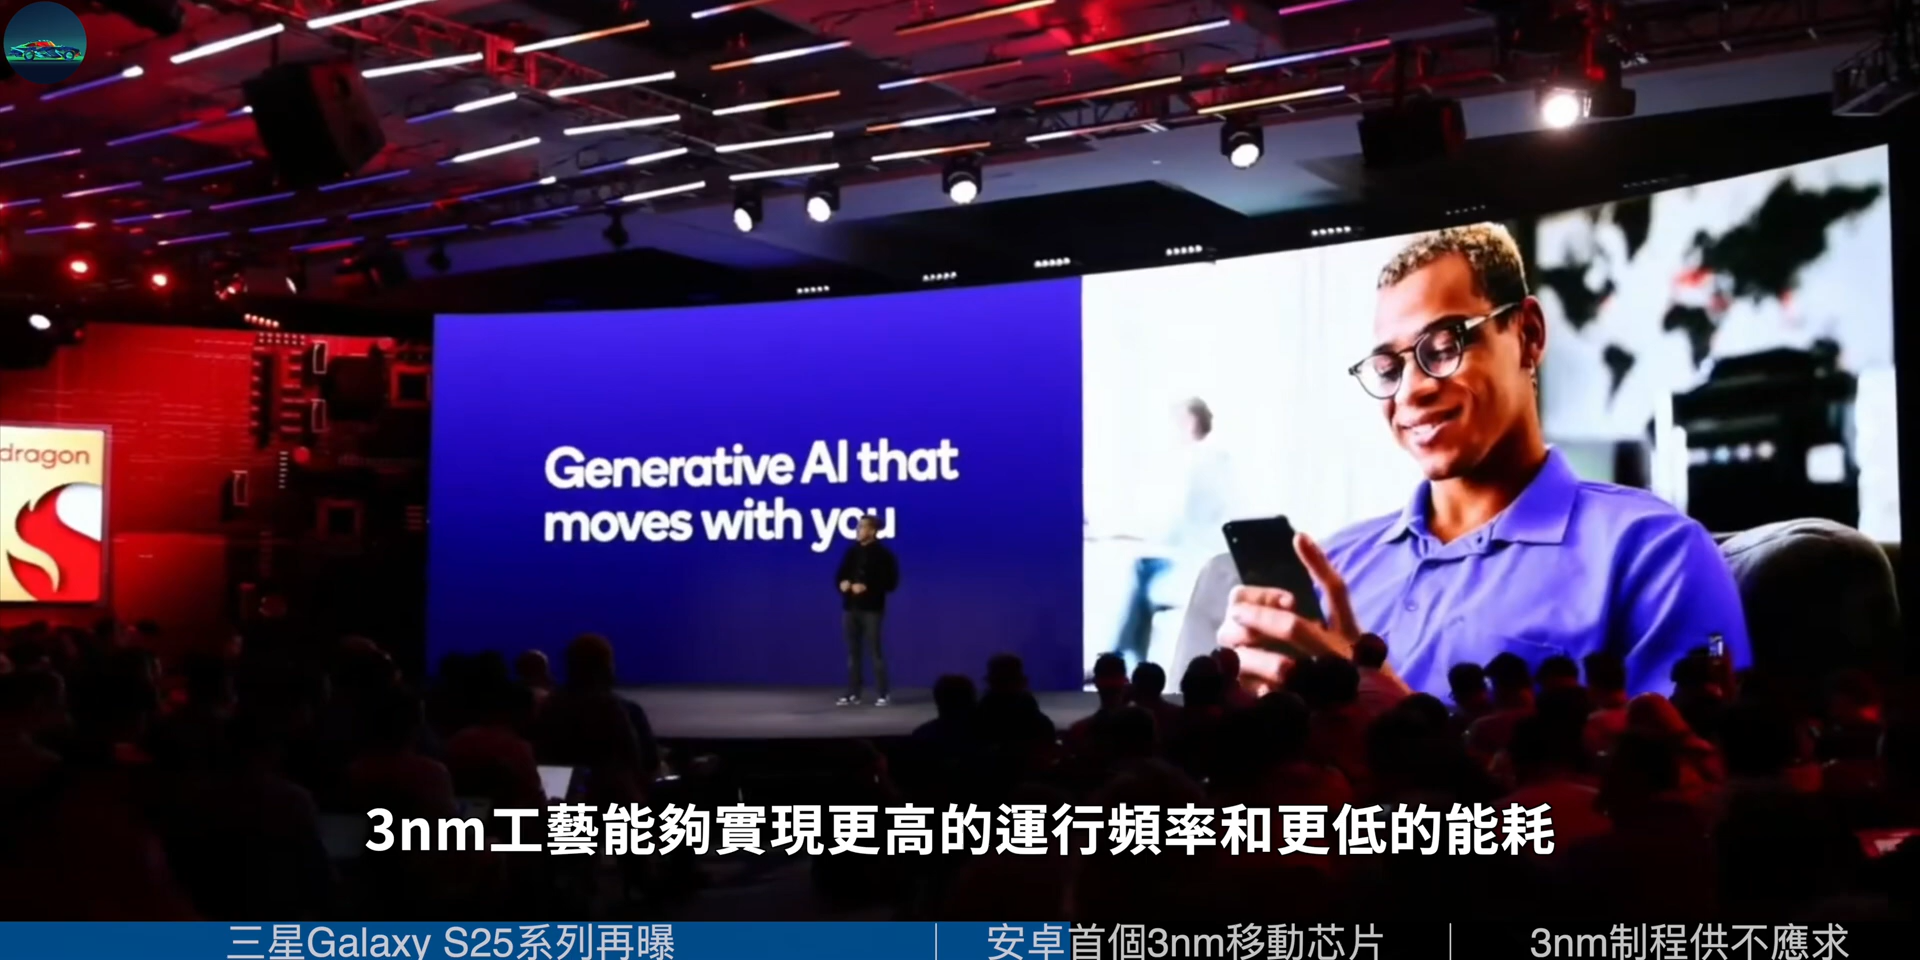 Generative AI that
moves with you
dragon
3nm工藝能夠實現更高的運行頻率和更低的能耗
三星Galaxy S25系列再曝
安卓首個3nm移動芯片
3nm制程供不應求